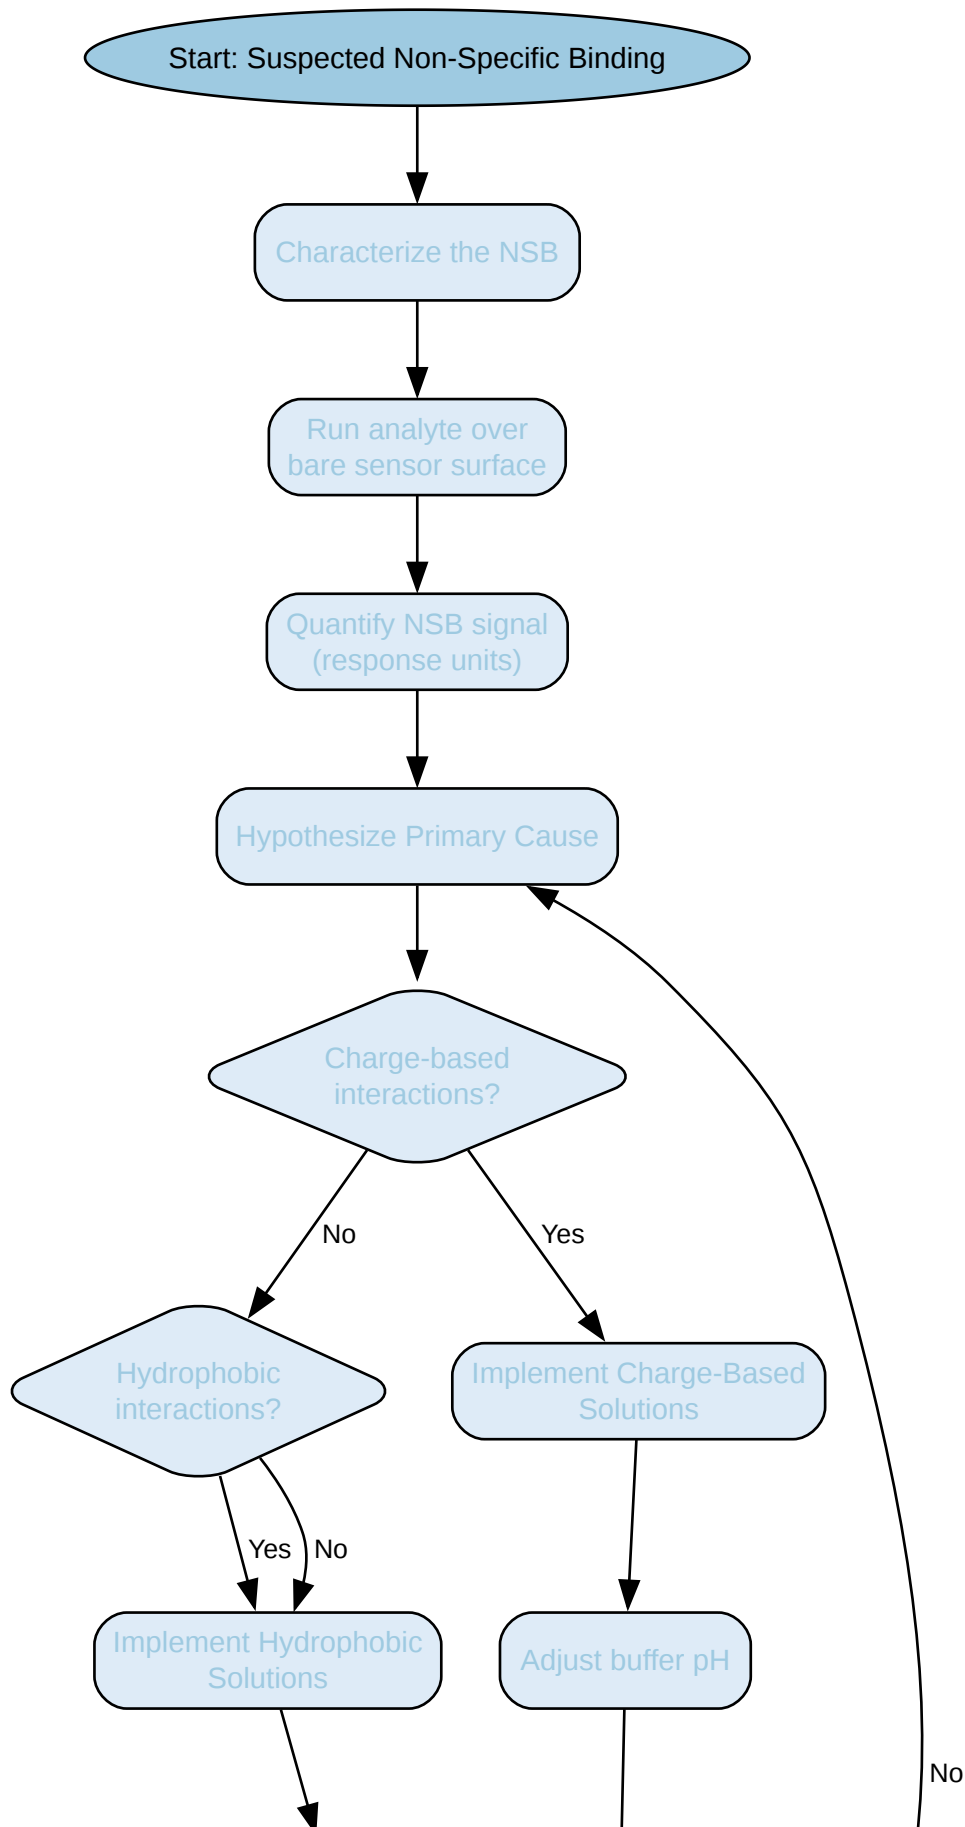 Start: Suspected Non-Specific Binding
Characterize the NSB
Run analyte over
bare sensor surface
Quantify NSB signal
(response units)
Hypothesize Primary Cause
Charge-based
interactions?
No
Yes
Hydrophobic
interactions?
Implement Charge-Based
Solutions
Yes
No
Implement Hydrophobic
Solutions
Adjust buffer pH
No